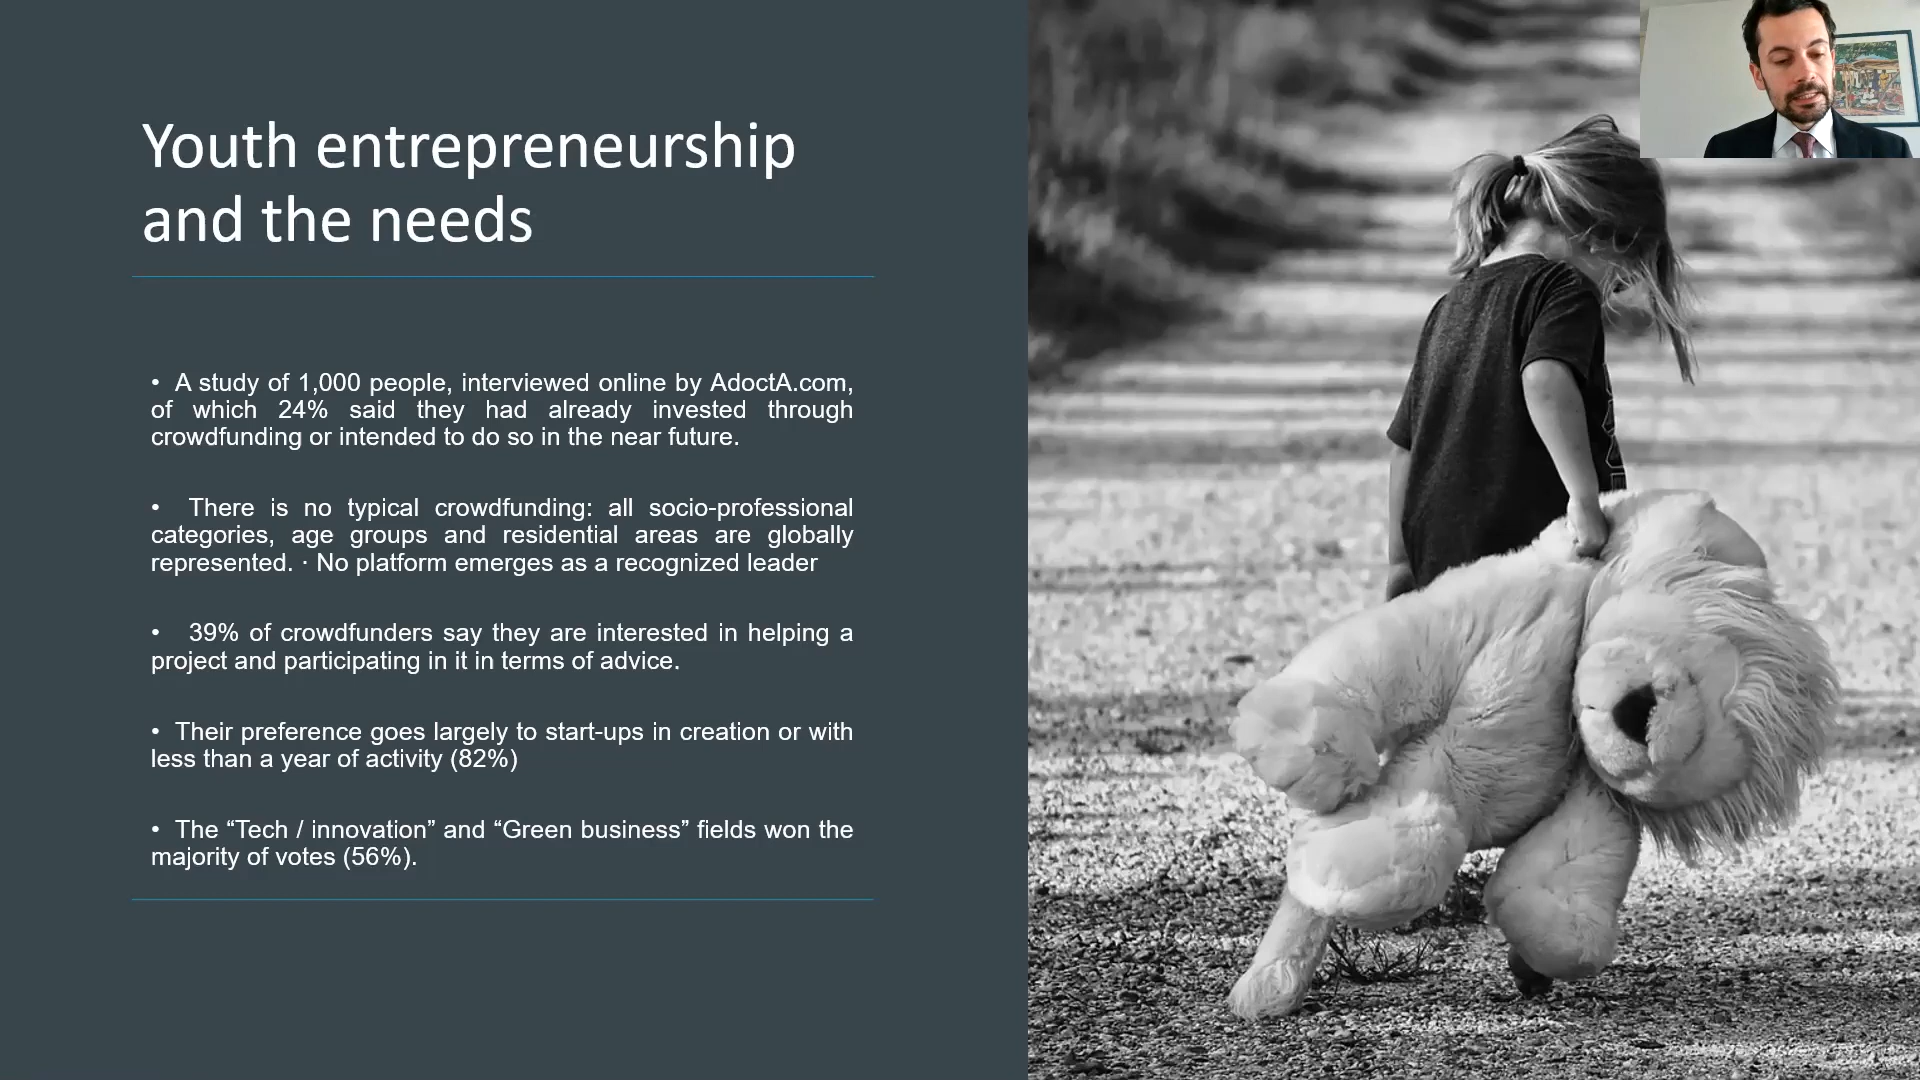 Youth entrepreneurship
and the needs
• A study of 1,000 people, interviewed online by AdoctA.com,
of which 24% said they had already invested through
crowdfunding or intended to do so in the near future.
• There is no typical crowdfunding: all socio-professional
categories, age groups and residential areas are globally
represented. · No platform emerges as a recognized leader
• 39% of crowdfunders say they are interested in helping a
project and participating in it in terms of advice.
• Their preference goes largely to start-ups in creation or with
less than a year of activity (82%)
• The “Tech / innovation” and “Green business” fields won the
majority of votes (56%).